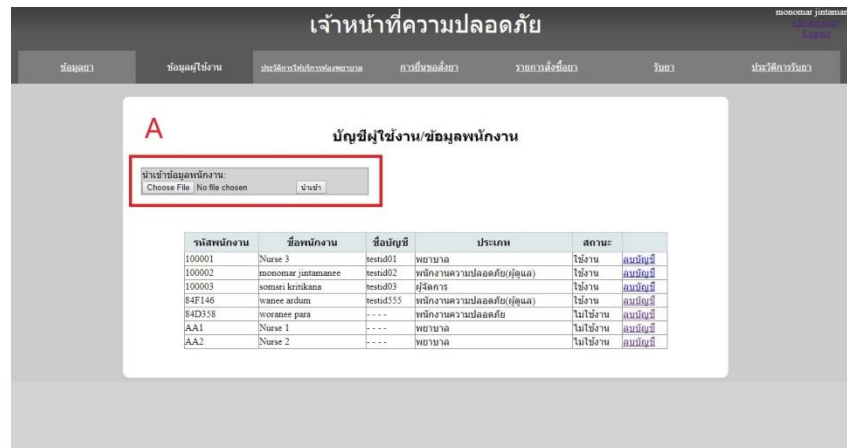 เจ้าหน้าที่ความปลอดภัย
monomar jintamar
Logout
ข้อมูลยา ข้อมูลผู้ใช้งาน ประวัติการให้บริการห้องพยาบาล การยื่นขอสั่งยา รายการสั่งซื้อยา รับยา ประวัติการรับยา
A
บัญชีผู้ใช้งาน/ข้อมูลพนักงาน
นำเข้าข้อมูลพนักงาน:
Choose File No file chosen นำเข้า
รหัสพนักงาน ชื่อพนักงาน ชื่อบัญชี ประเภท สถานะ
100001 Nurse 3 testid01 พยาบาล ใช้งาน ลบบัญชี
100002 monomar jintamanee testid02 พนักงานความปลอดภัย(ผู้ดูแล) ใช้งาน ลบบัญชี
100003 somsri kritikana testid03 ผู้จัดการ ใช้งาน ลบบัญชี
84F146 wanee ardum testid555 พนักงานความปลอดภัย(ผู้ดูแล) ใช้งาน ลบบัญชี
84D358 woranee para - - - - พนักงานความปลอดภัย ไม่ใช้งาน ลบบัญชี
AA1 Nurse 1 - - - - พยาบาล ไม่ใช้งาน ลบบัญชี
AA2 Nurse 2 - - - - พยาบาล ไม่ใช้งาน ลบบัญชี